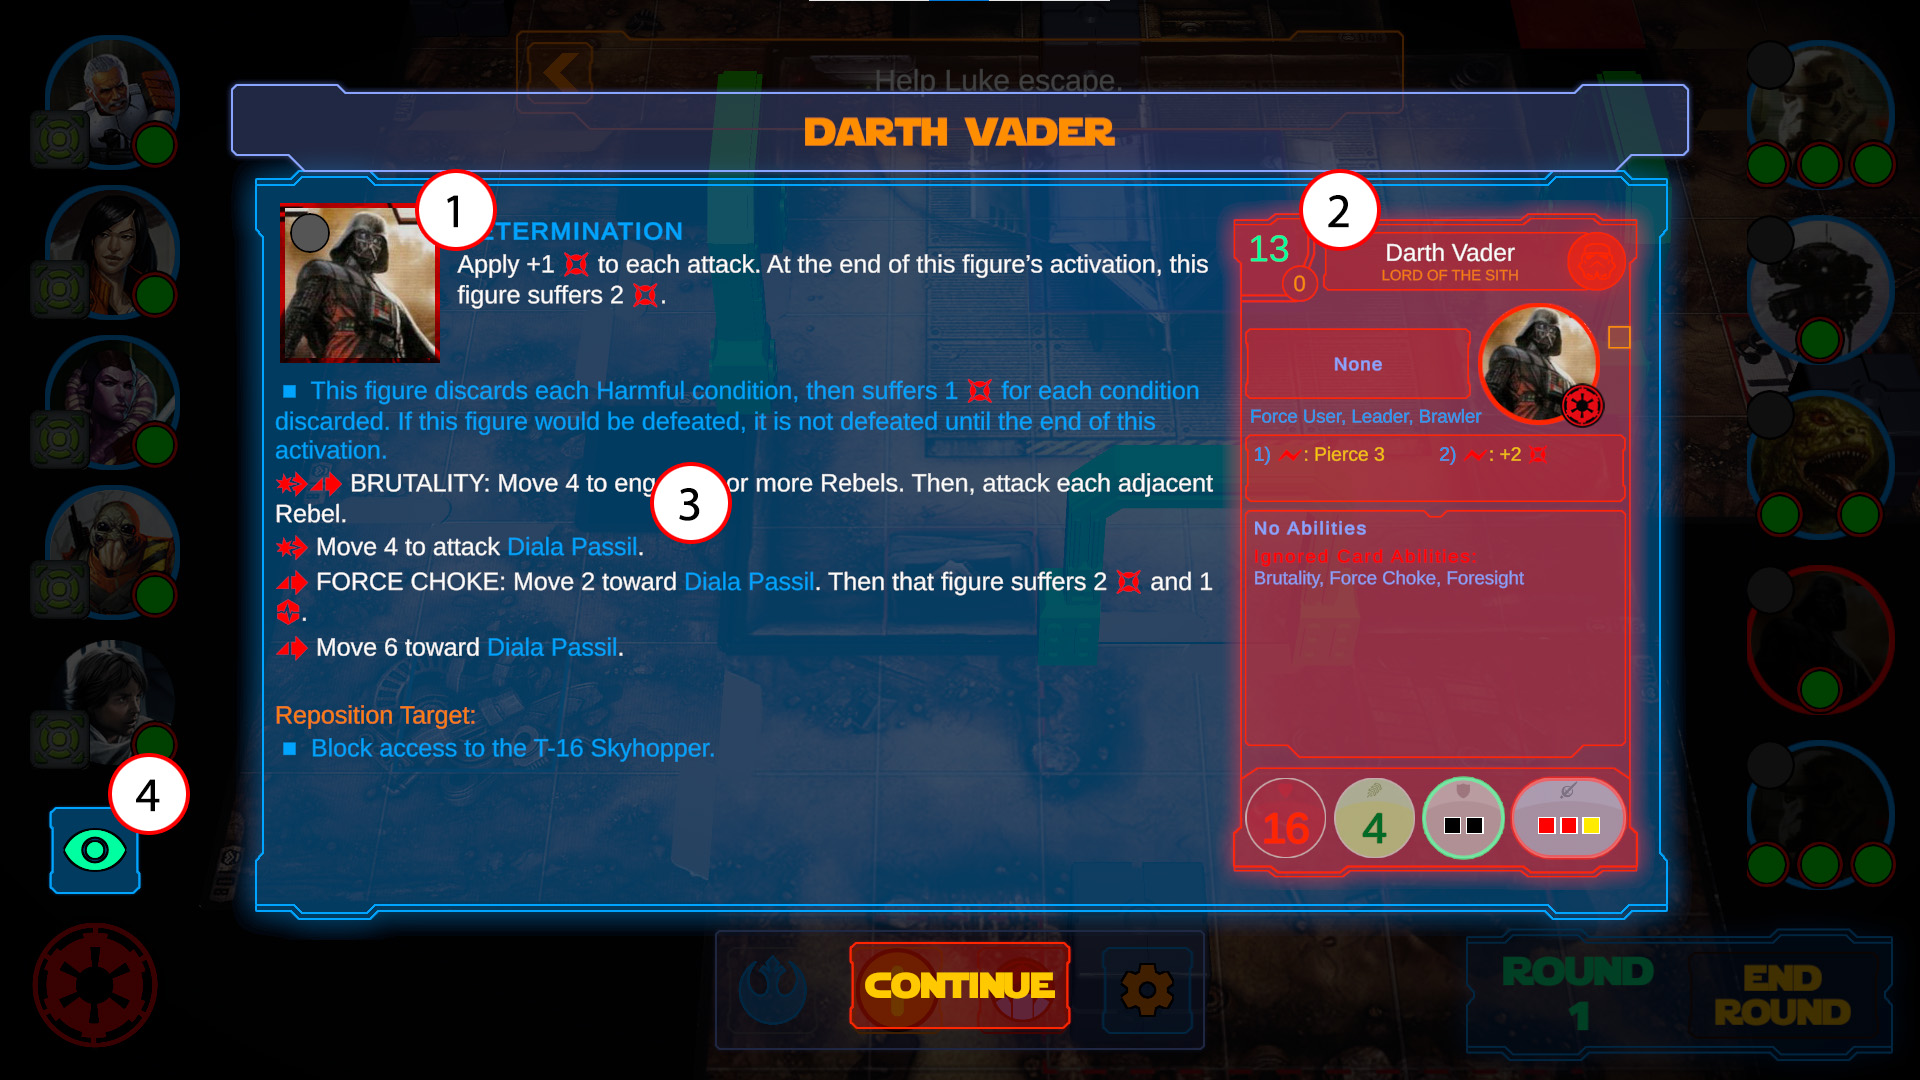 Help Luke escape.
DARTH VADER
1
2
TERMINATION
Apply +1 to each attack. At the end of this figure’s activation, this
figure suffers 2 .
■ This figure discards each Harmful condition, then suffers 1 for each condition
discarded. If this figure would be defeated, it is not defeated until the end of this
activation.
BRUTALITY: Move 4 to eng or more Rebels. Then, attack each adjacent
Rebel.
3
Move 4 to attack Diala Passil.
FORCE CHOKE: Move 2 toward Diala Passil. Then that figure suffers 2 and 1
.
Move 6 toward Diala Passil.
Reposition Target:
■ Block access to the T-16 Skyhopper.
13
0
Darth Vader
LORD OF THE SITH
None
Force User, Leader, Brawler
1) : Pierce 3 2) : +2
No Abilities
Ignored Card Abilities:
Brutality, Force Choke, Foresight
16
4
4
CONTINUE
ROUND
1
END
ROUND